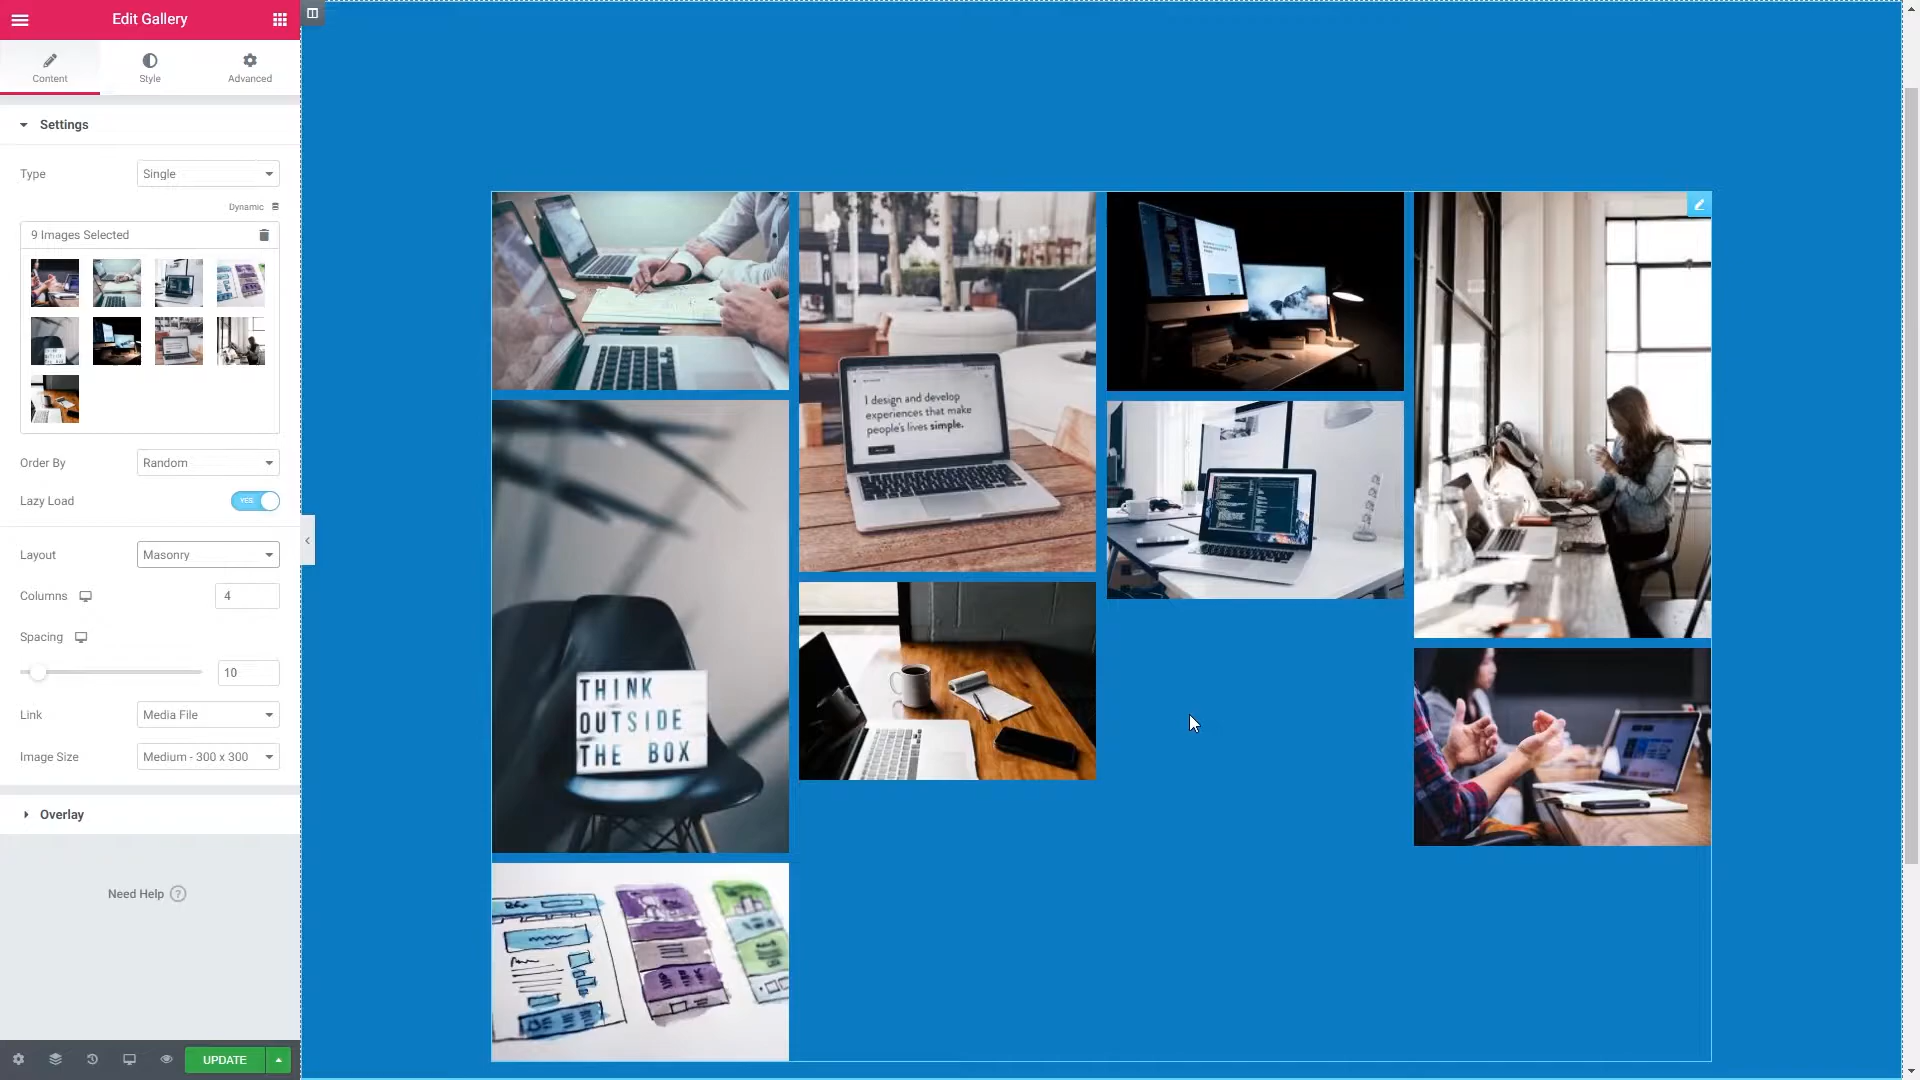 Edit Gallery
Content
Style
Advanced
Settings
Type
Single
Dynamic
9 Images Selected
Order By
Random
Lazy Load
YES
Layout
Masonry
Columns
4
Spacing
10
Link
Media File
Image Size
Medium - 300 x 300
Overlay
Need Help ?
UPDATE
I design and develop
experiences that make
people's lives simple.
THINK
OUTSIDE
THE BOX